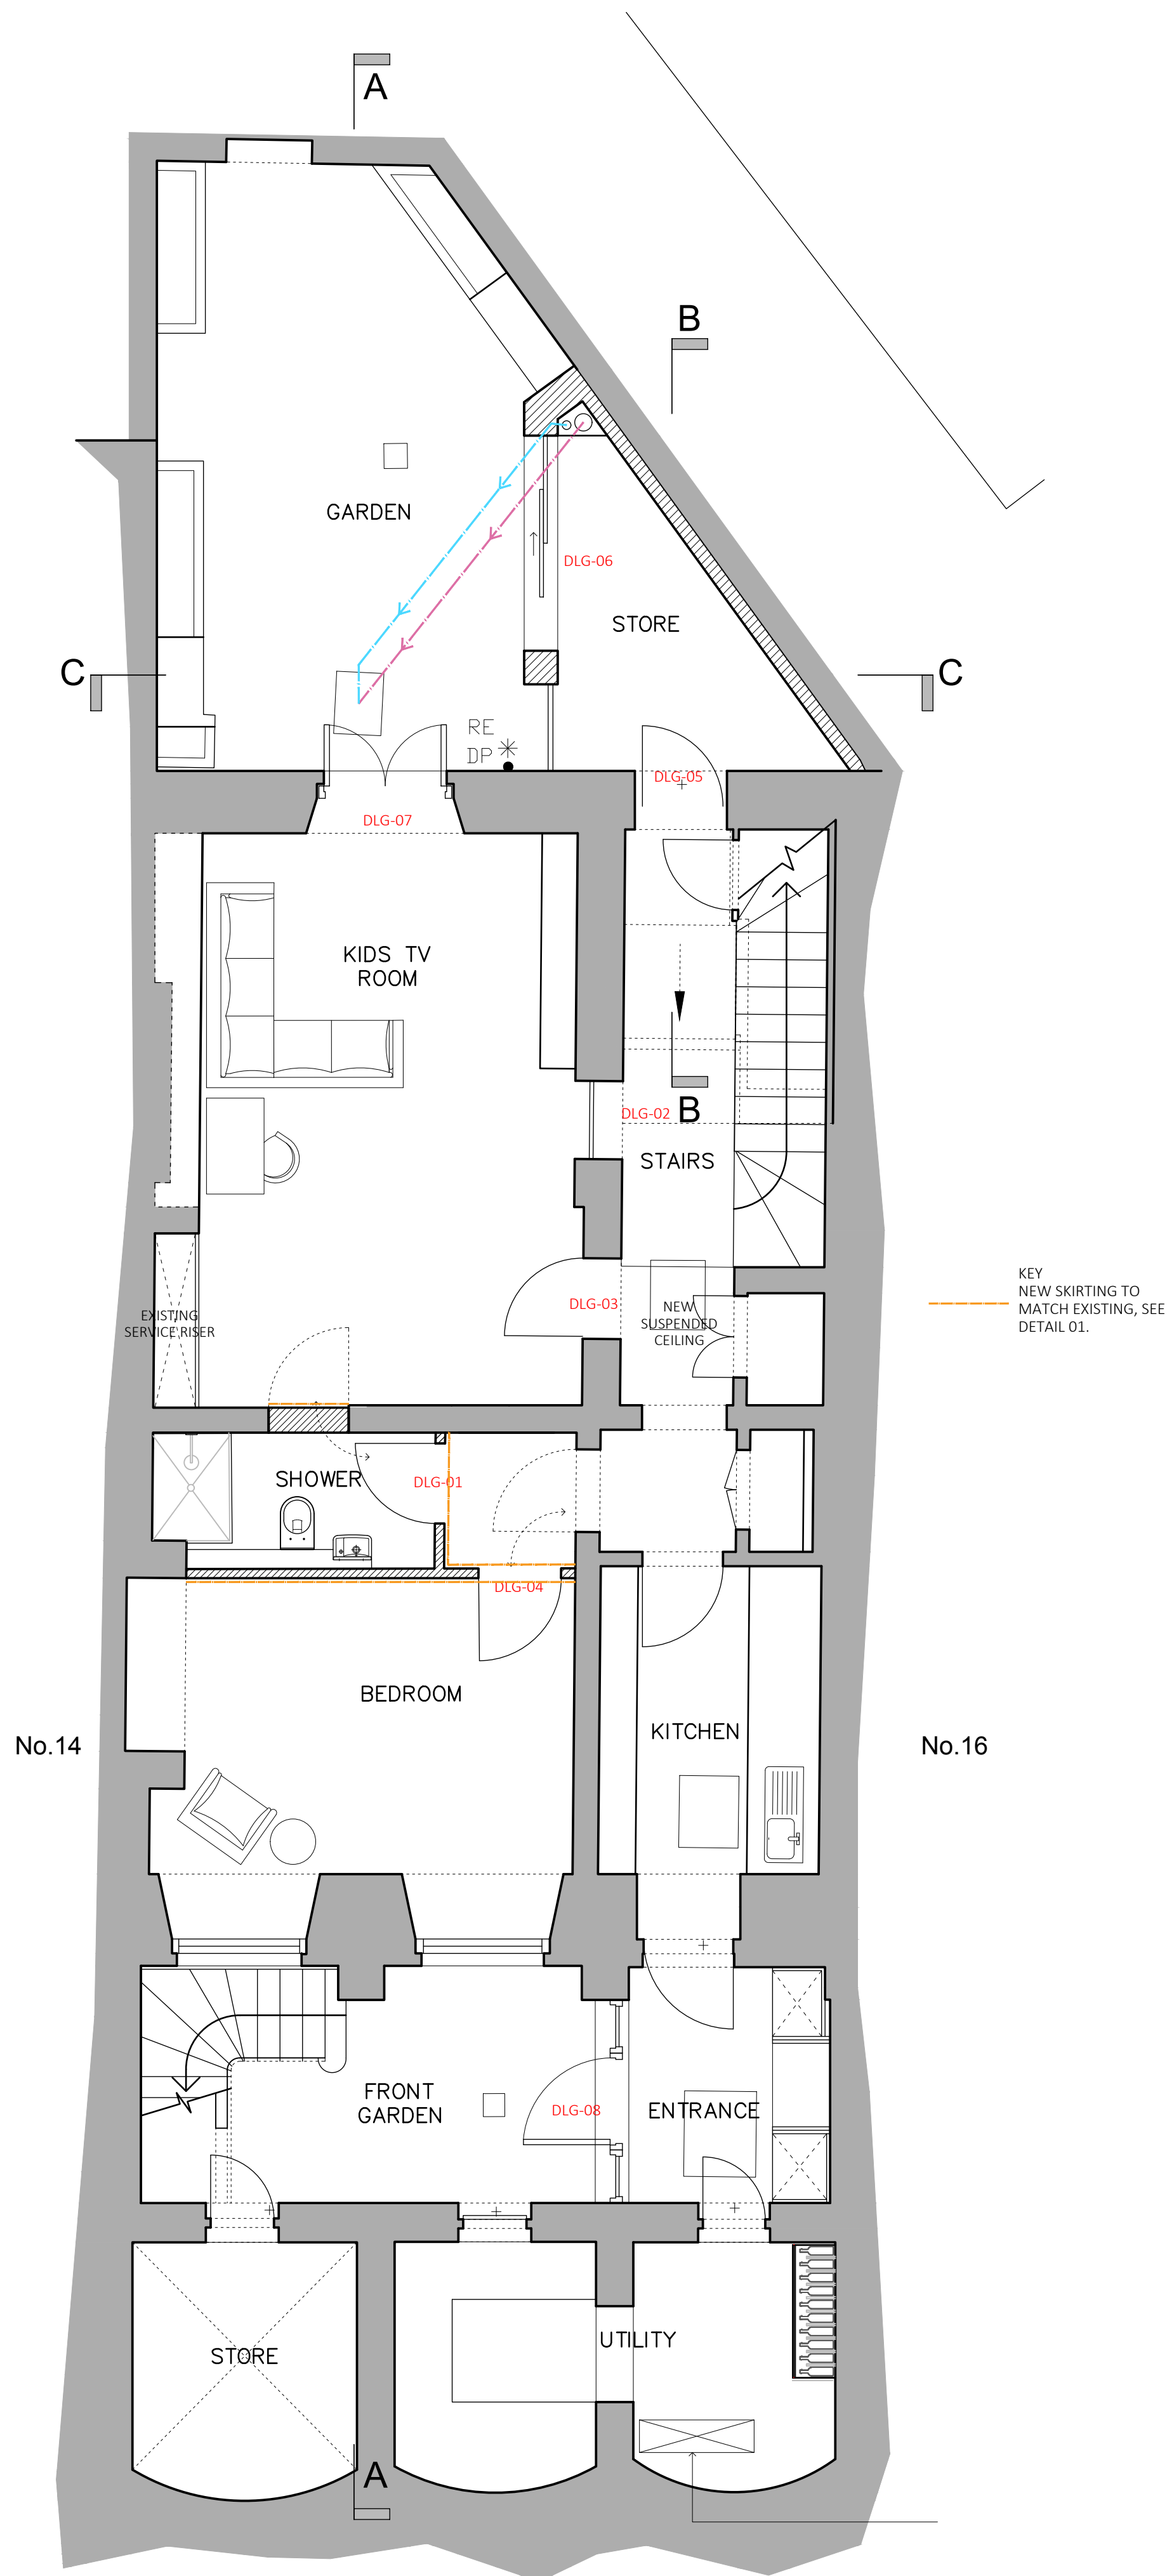 A
B
GARDEN
DLG-06
STORE
C
C
RE
DP
DLG-05
DLG-07
KIDS TV
ROOM
DLG-02
B
STAIRS
KEY
NEW SKIRTING TO
MATCH EXISTING, SEE
DETAIL 01.
DLG-03
NEW
SUSPENDED
CEILING
EXISTING
SERVICE RISER
SHOWER
DLG-01
DLG-04
BEDROOM
KITCHEN
No.14
No.16
FRONT
GARDEN
DLG-08
ENTRANCE
UTILITY
STORE
A